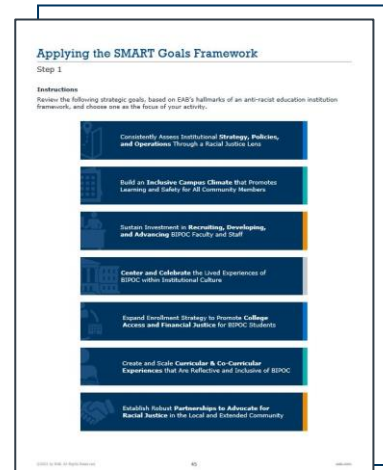 Applying the SMART Goals Framework
Step 1
Instructions
Review the following strategic goals, based on EAB's hallmarks of an anti-racist education institution
framework, and choose one as the focus of your activity.
Consistently Assess Institutional Strategy, Policies,
and Operations Through a Racial Justice Lens
Build an Inclusive Campus Climate that Promotes
Learning and Safety for All Community Members
Sustain Investment in Recruiting, Developing,
and Advancing BIPOC Faculty and Staff
Center and Celebrate the Lived Experiences of
BIPOC within Institutional Culture
Expand Enrollment Strategy to Promote College
Access and Financial Justice for BIPOC Students
Create and Scale Curricular & Co-Curricular
Experiences that Are Reflective and Inclusive of BIPOC
Establish Robust Partnerships to Advocate for
Racial Justice in the Local and Extended Community
45